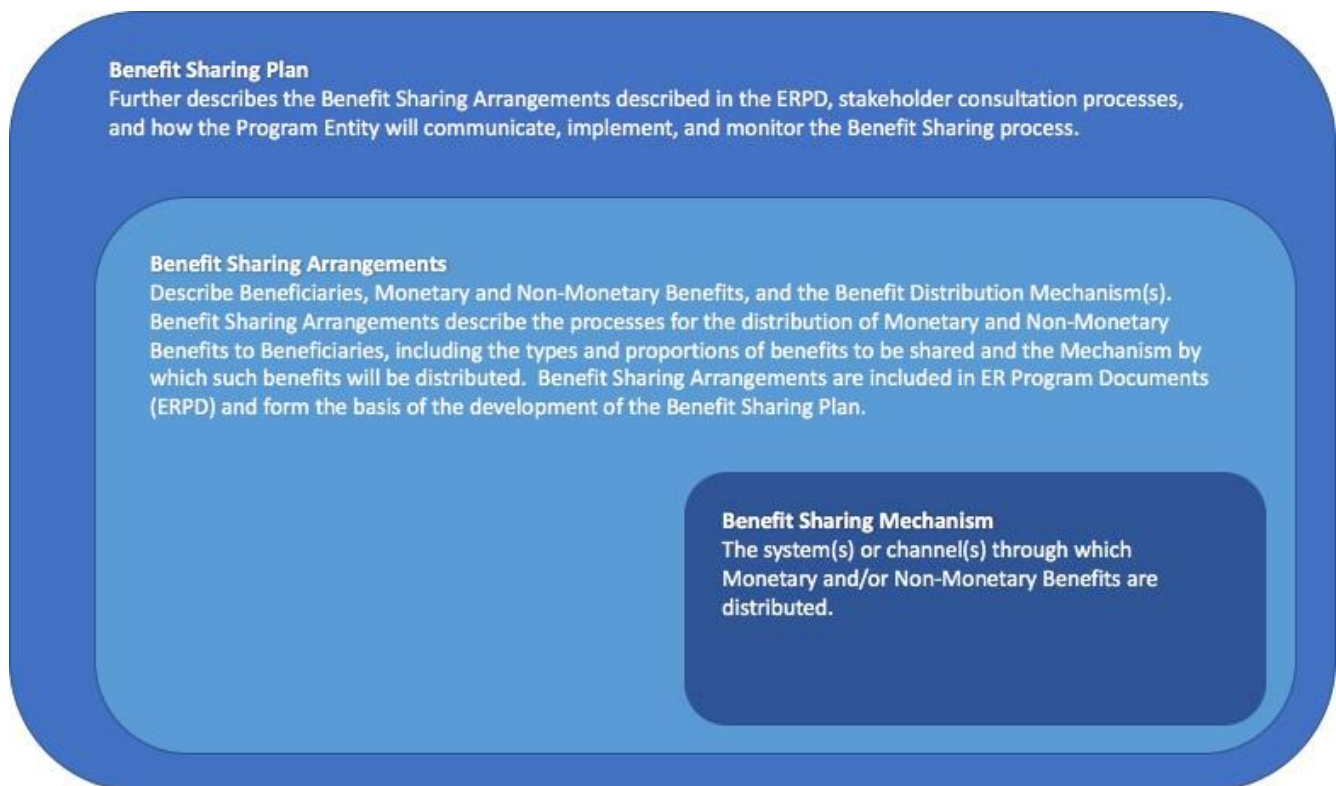 Benefit Sharing Plan
Further describes the Benefit Sharing Arrangements described in the ERPD, stakeholder consultation processes,
and how the Program Entity will communicate, implement, and monitor the Benefit Sharing process.
Benefit Sharing Arrangements
Describe Beneficiaries, Monetary and Non-Monetary Benefits, and the Benefit Distribution Mechanism(s).
Benefit Sharing Arrangements describe the processes for the distribution of Monetary and Non-Monetary
Benefits to Beneficiaries, including the types and proportions of benefits to be shared and the Mechanism by
which such benefits will be distributed.  Benefit Sharing Arrangements are included in ER Program Documents
(ERPD) and form the basis of the development of the Benefit Sharing Plan.
Benefit Sharing Mechanism
The system(s) or channel(s) through which
Monetary and/or Non-Monetary Benefits are
distributed.